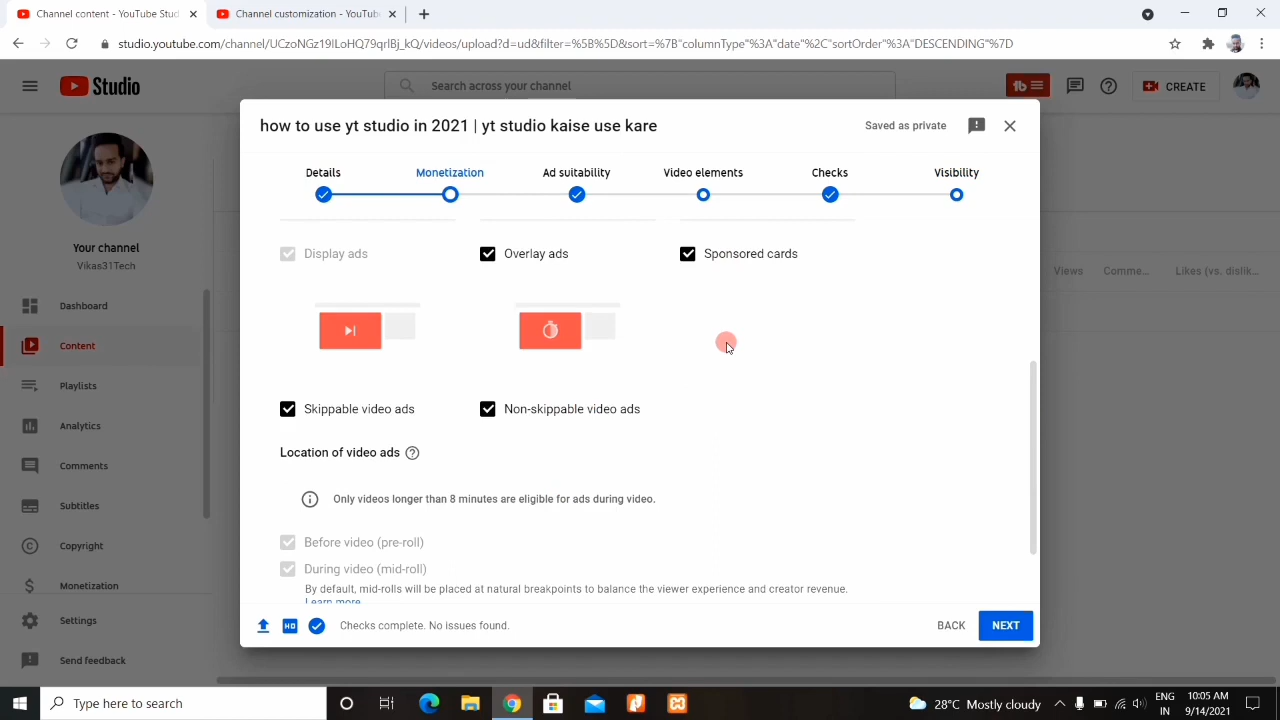 Channel content - YouTube Stud
Channel customization - YouTub
studio.youtube.com/channel/UCzoNGz19ILoHQ79qrlBj_kQ/videos/upload?d=ud&filter=%5B%5D&sort=%7B"columnType"%3A"date"%2C"sortOrder"%3A"DESCENDING"%7D
Studio
Search across your channel
CREATE
how to use yt studio in 2021 | yt studio kaise use kare
Saved as private
Details
Monetization
Ad suitability
Video elements
Checks
Visibility
Your channel
Vikas31Tech
Dashboard
Content
Playlists
Analytics
Comments
Subtitles
Copyright
Monetization
Settings
Send feedback
Display ads
Overlay ads
Sponsored cards
Views
Comme...
Likes (vs. dislik...
Skippable video ads
Non-skippable video ads
Location of video ads
Only videos longer than 8 minutes are eligible for ads during video.
Before video (pre-roll)
During video (mid-roll)
By default, mid-rolls will be placed at natural breakpoints to balance the viewer experience and creator revenue.
Learn more
HD
Checks complete. No issues found.
BACK
NEXT
Type here to search
28°C Mostly cloudy
ENG
IN
10:05 AM
9/14/2021